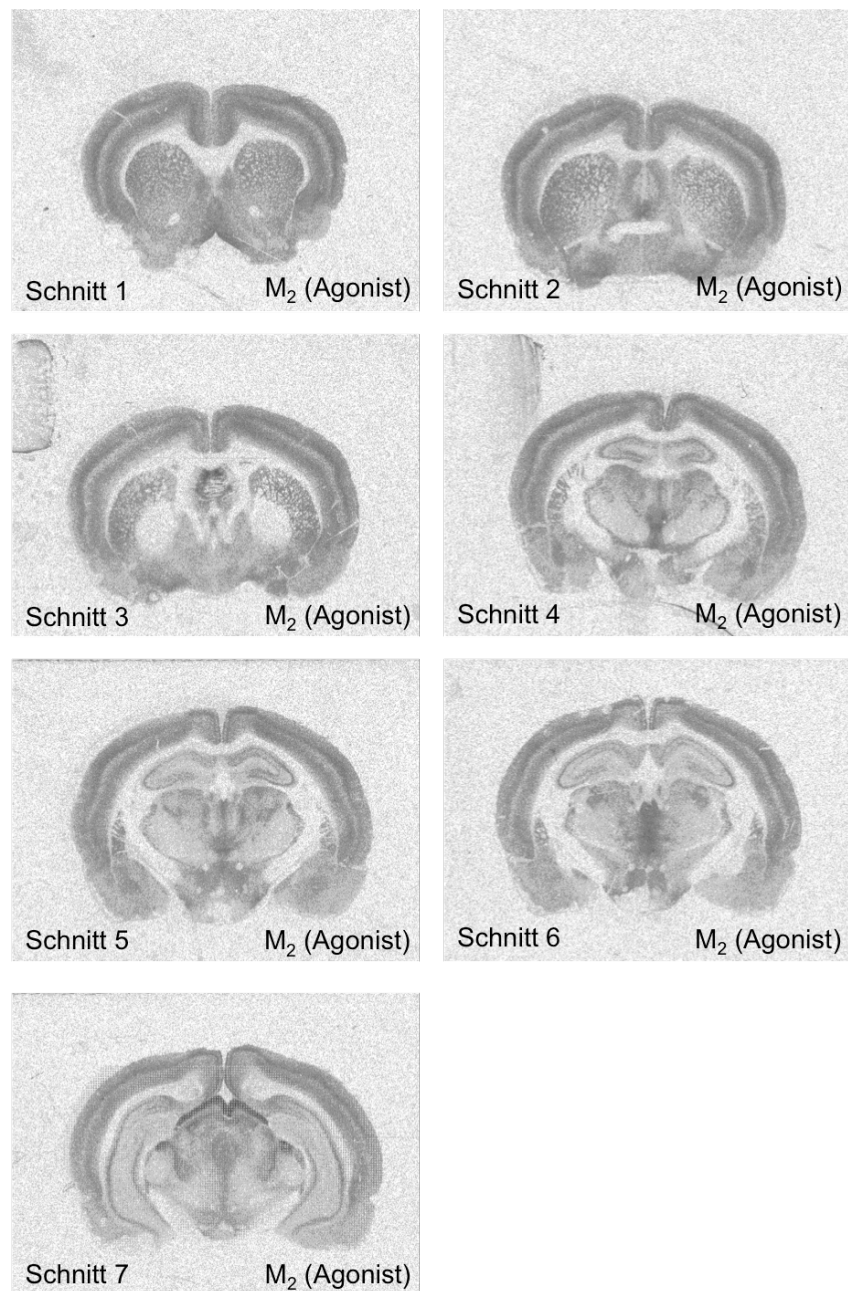 Schnitt 1 M₂ (Agonist)
Schnitt 2 M₂ (Agonist)
Schnitt 3 M₂ (Agonist)
Schnitt 4 M₂ (Agonist)
Schnitt 5 M₂ (Agonist)
Schnitt 6 M₂ (Agonist)
Schnitt 7 M₂ (Agonist)